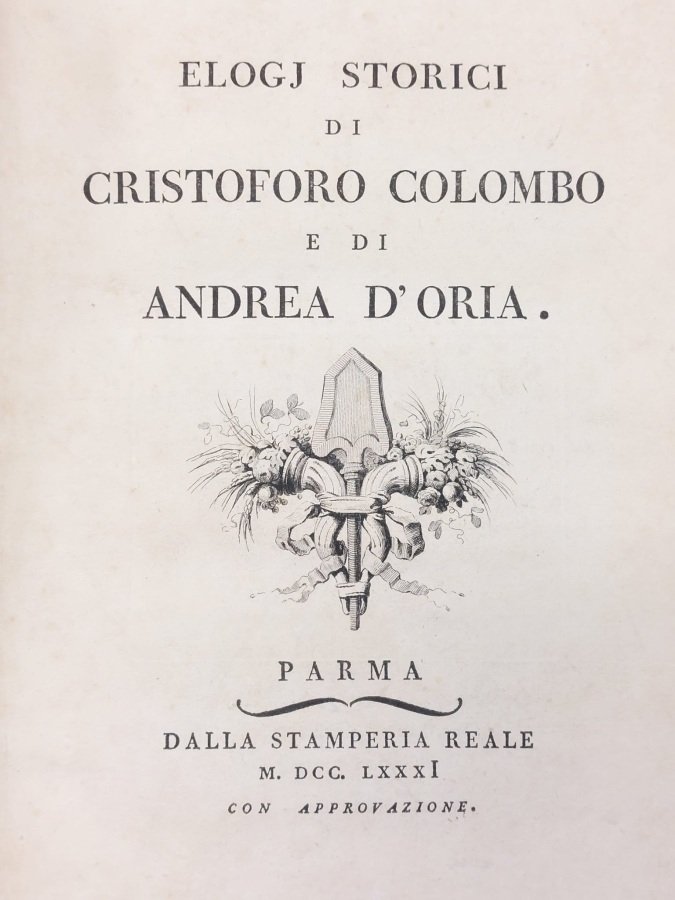 ELOGJ STORICI
DI
CRISTOFORO COLOMBO
E DI
ANDREA D'ORIA.
PARMA
DALLA STAMPERIA REALE
M. DCC. LXXXI
CON APPROVAZIONE.